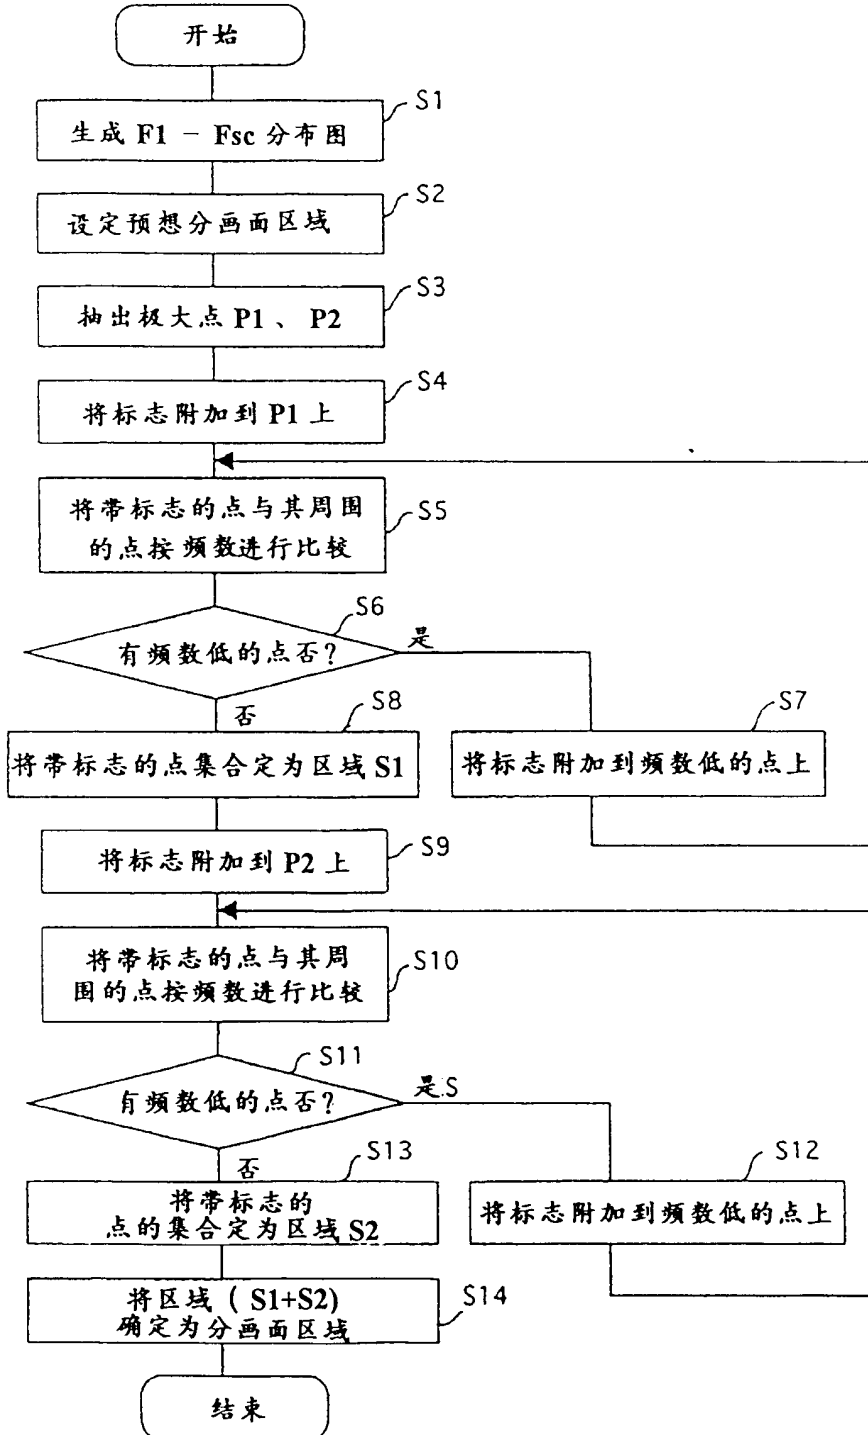 开始
S1
生成 F1 - Fsc 分布图
S2
设定预想分画面区域
S3
抽出极大点 P1 、 P2
S4
将标志附加到 P1 上
将带标志的点与其周围
的点按频数进行比较
S5
S6
有频数低的点否?
是
否
S8
将带标志的点集合定为区域 S1
S7
将标志附加到频数低的点上
将标志附加到 P2 上
S9
将带标志的点与其周
围的点按频数进行比较
S10
S11
有频数低的点否?
是.S
否
S13
将带标志的
点的集合定为区域 S2
S12
将标志附加到频数低的点上
将区域 ( S1+S2)
确定为分画面区域
S14
结束